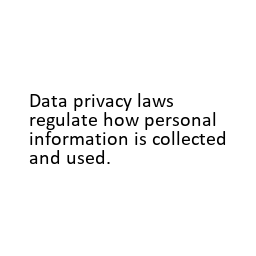 Data privacy laws
regulate how personal
information is collected
and used.